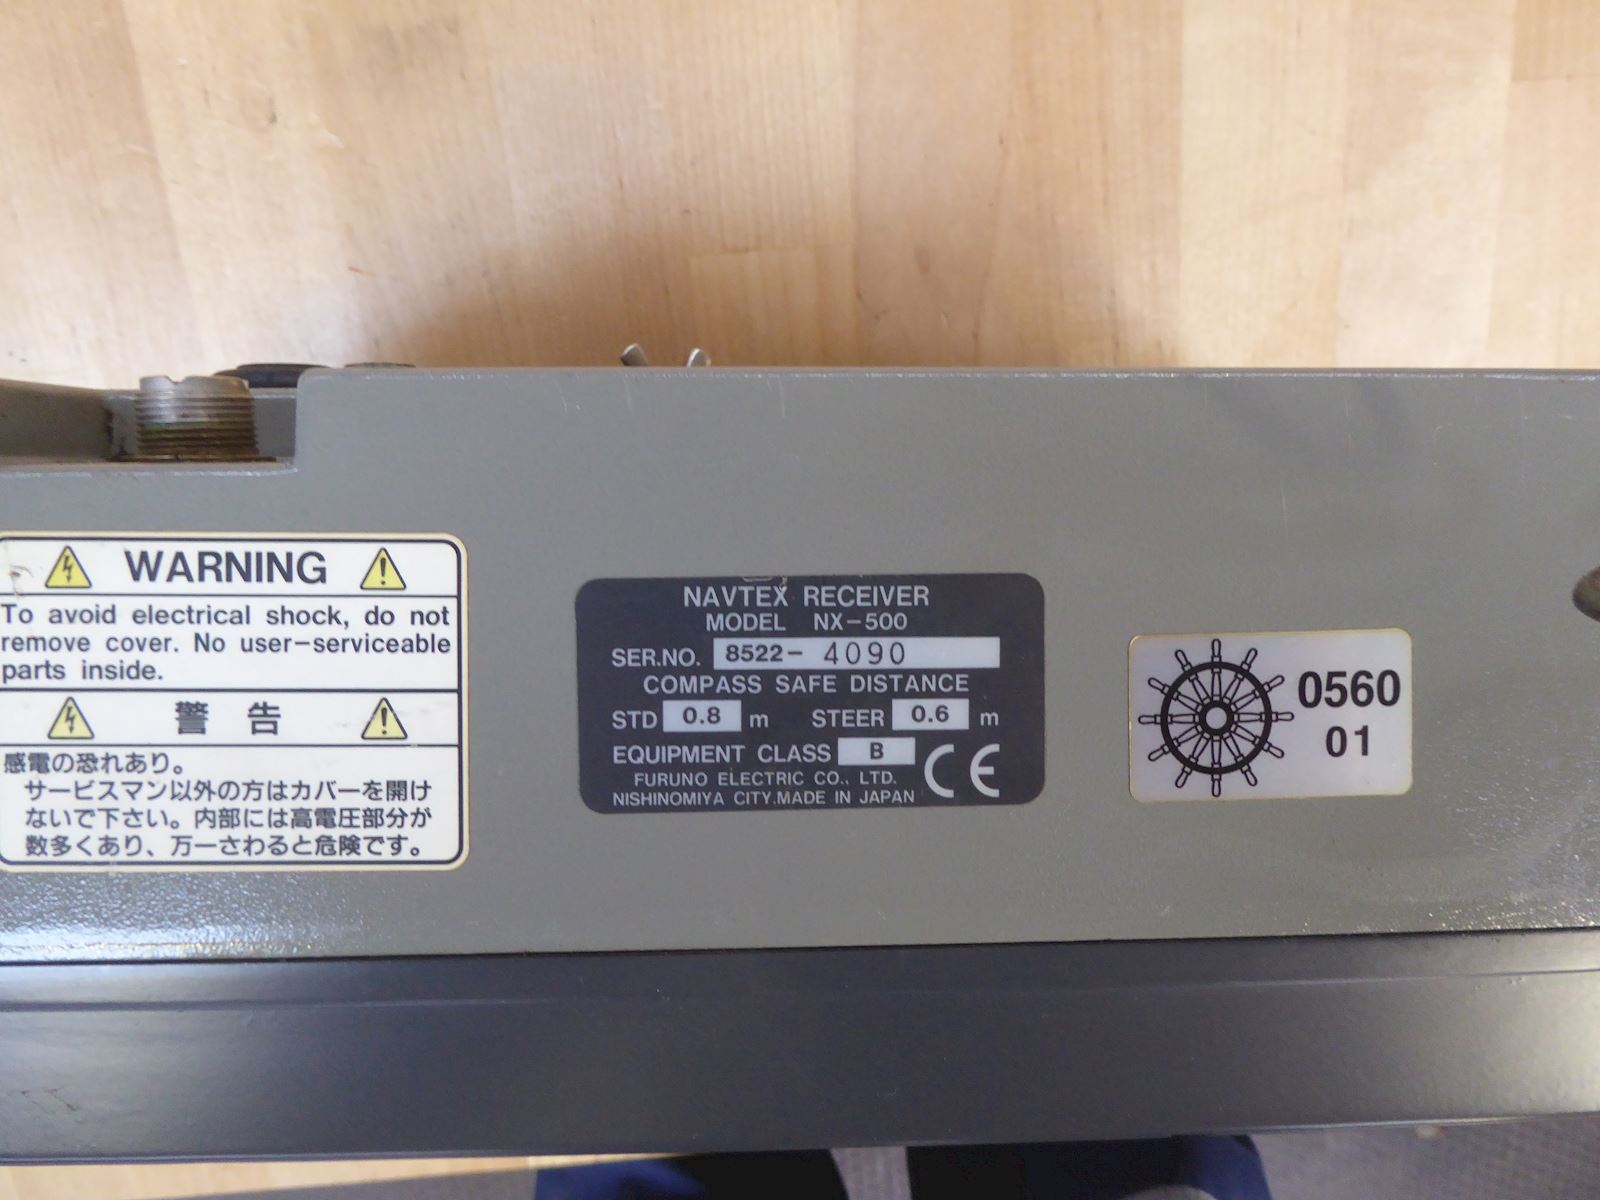 WARNING
To avoid electrical shock, do not
remove cover. No user-serviceable
parts inside.
警 告
感電の恐れあり。
サービスマン以外の方はカバーを開け
ないで下さい。内部には高電圧部分が
数多くあり、万一さわると危険です。
NAVTEX RECEIVER
MODEL NX-500
SER.NO. 8522- 4090
COMPASS SAFE DISTANCE
STD 0.8 m STEER 0.6 m
EQUIPMENT CLASS B
CE
FURUNO ELECTRIC CO., LTD.
NISHINOMIYA CITY.MADE IN JAPAN
0560
01